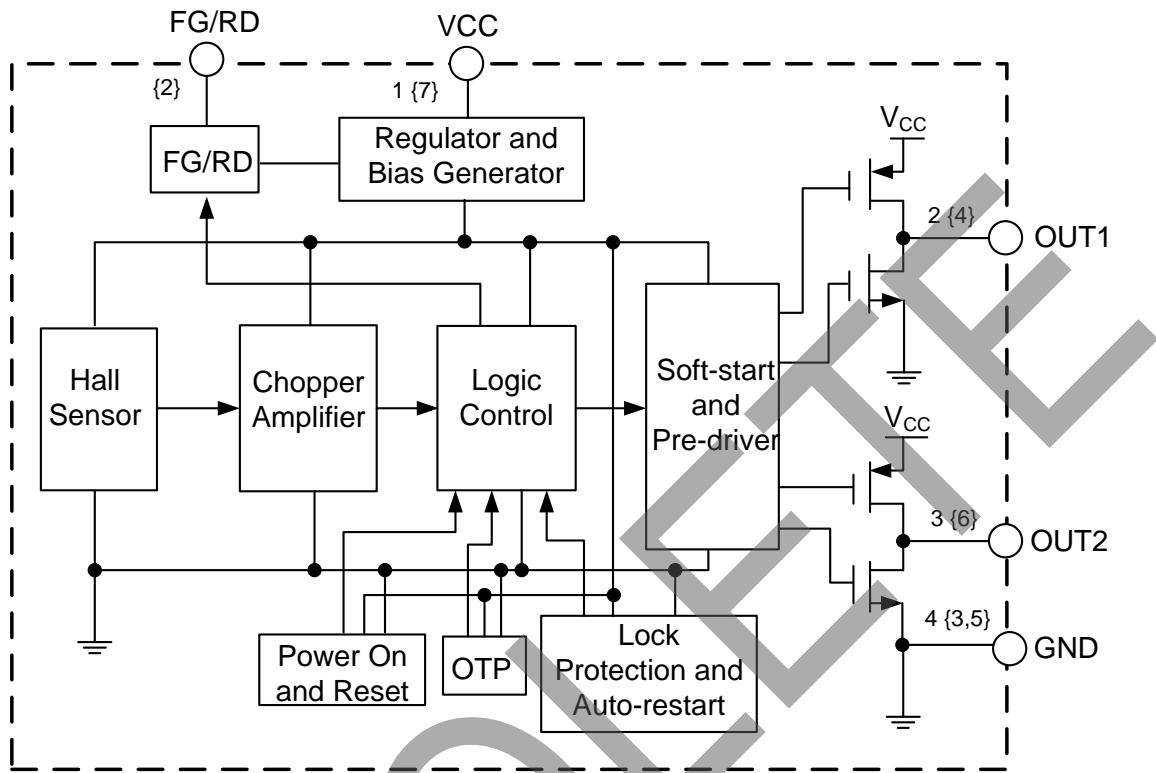 FG/RD
VCC
{2}
1 {7}
FG/RD
Regulator and
Bias Generator
VCC
2 {4}
OUT1
Hall
Sensor
Chopper
Amplifier
Logic
Control
Soft-start
and
Pre-driver
VCC
3 {6}
OUT2
4 {3,5}
GND
Power On
and Reset
OTP
Lock
Protection and
Auto-restart